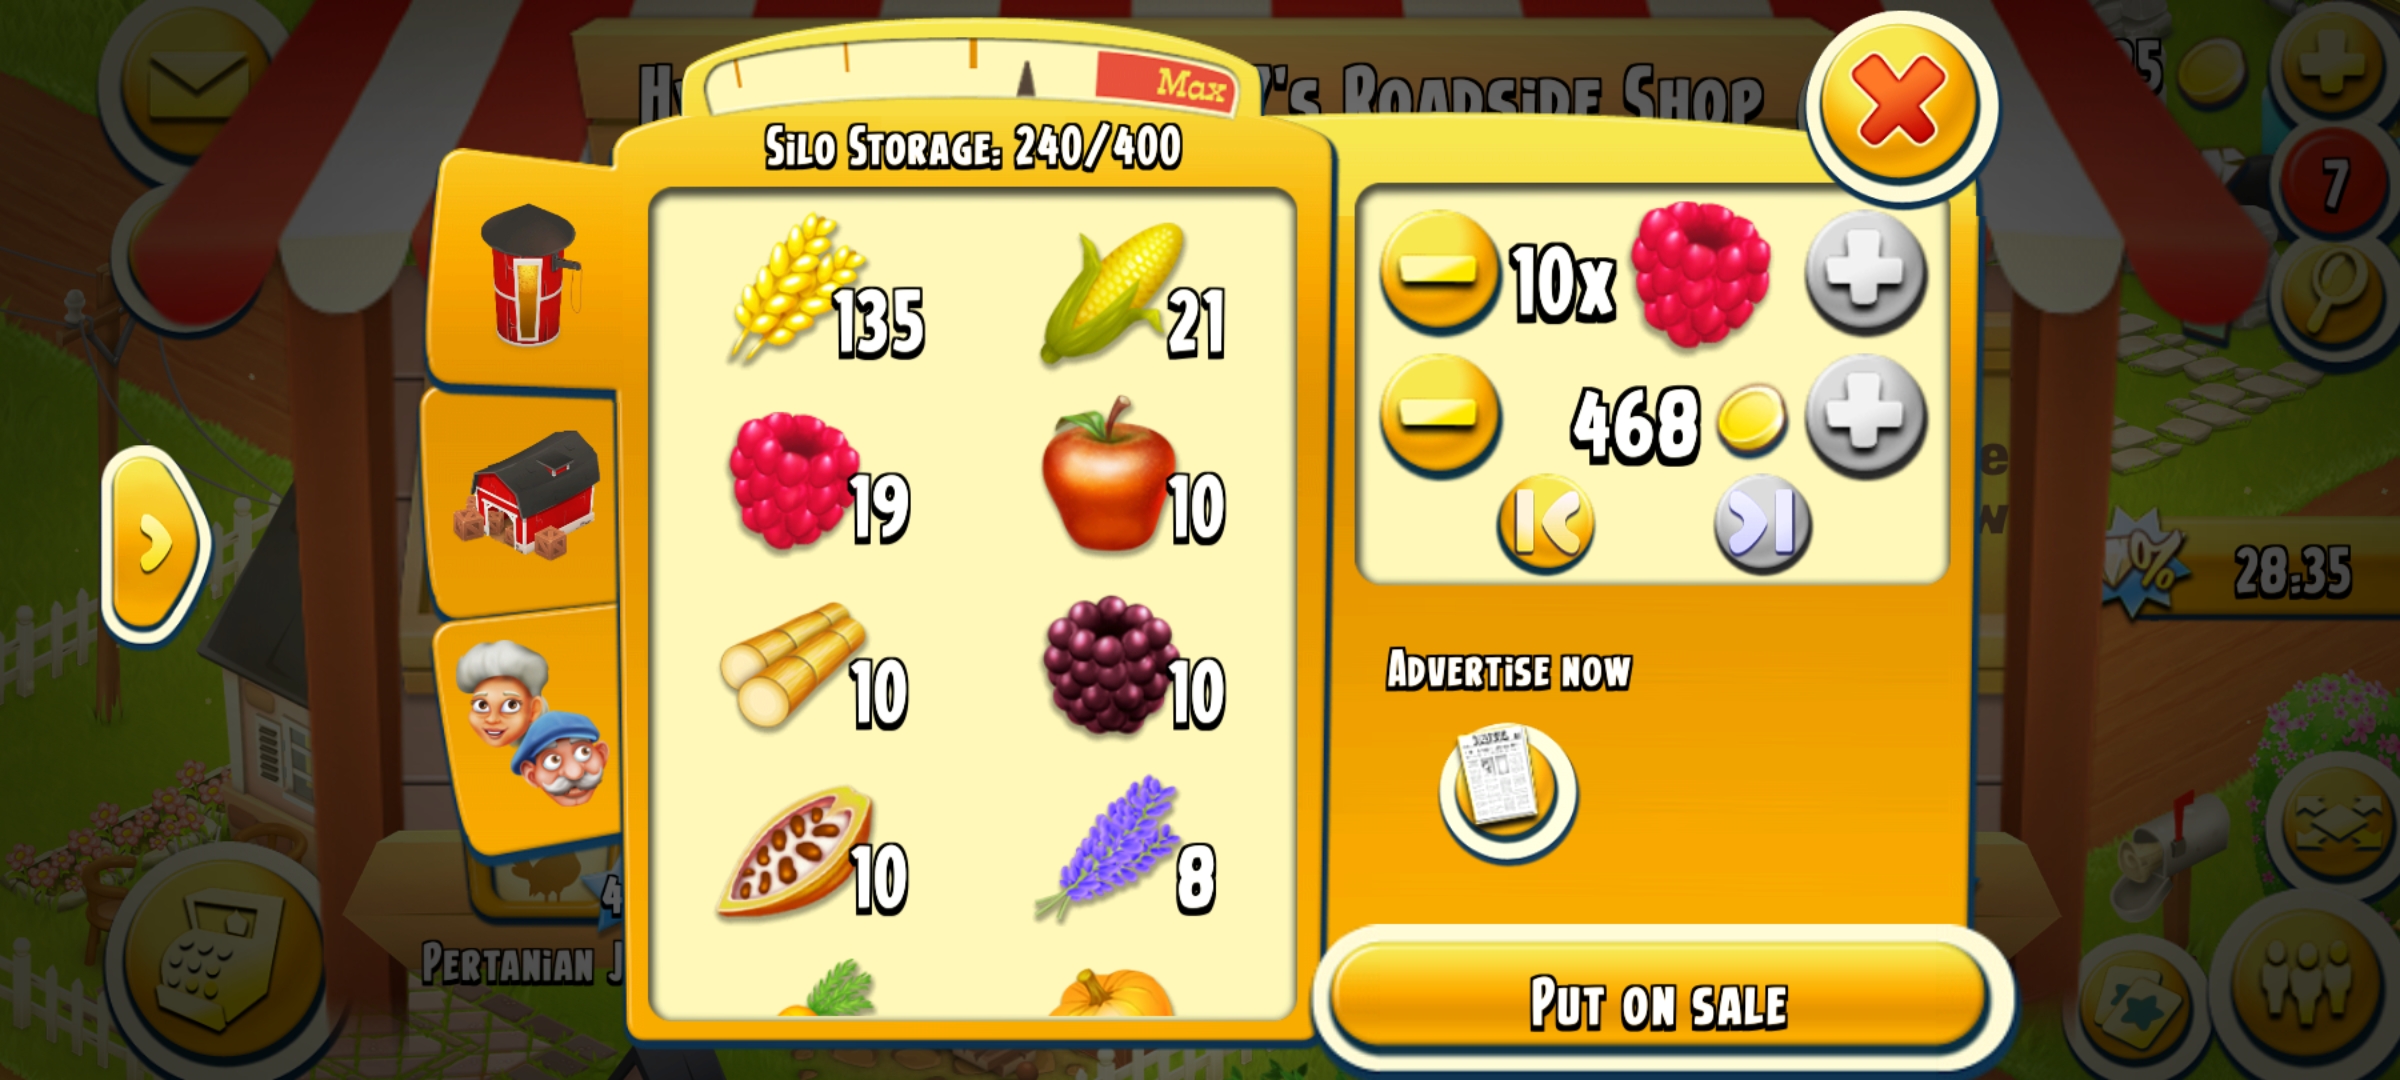 Max
's Roadside Shop
Silo Storage: 240/400
7
135
21
10x
19
10
468
10
10
28:35
Advertise now
10
8
Pertanian
Put on sale